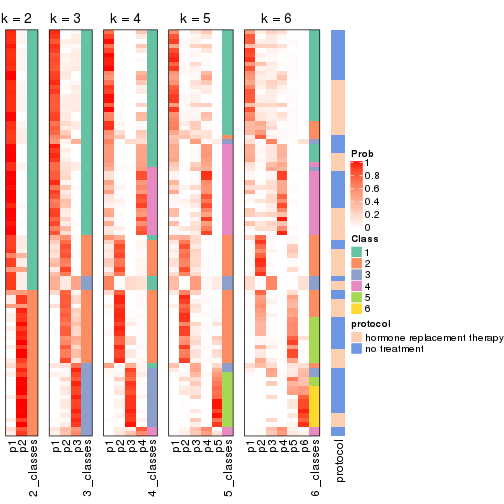 k = 2 k = 3 k = 4 k = 5 k = 6
Prob
1
0.8
0.6
0.4
0.2
0
Class
1
2
3
4
5
6
protocol
hormone replacement therapy
no treatment
p1 p2 2_classes p1 p2 p3 3_classes p1 p2 p3 p4 4_classes p1 p2 p3 p4 p5 5_classes p1 p2 p3 p4 p5 p6 6_classes protocol